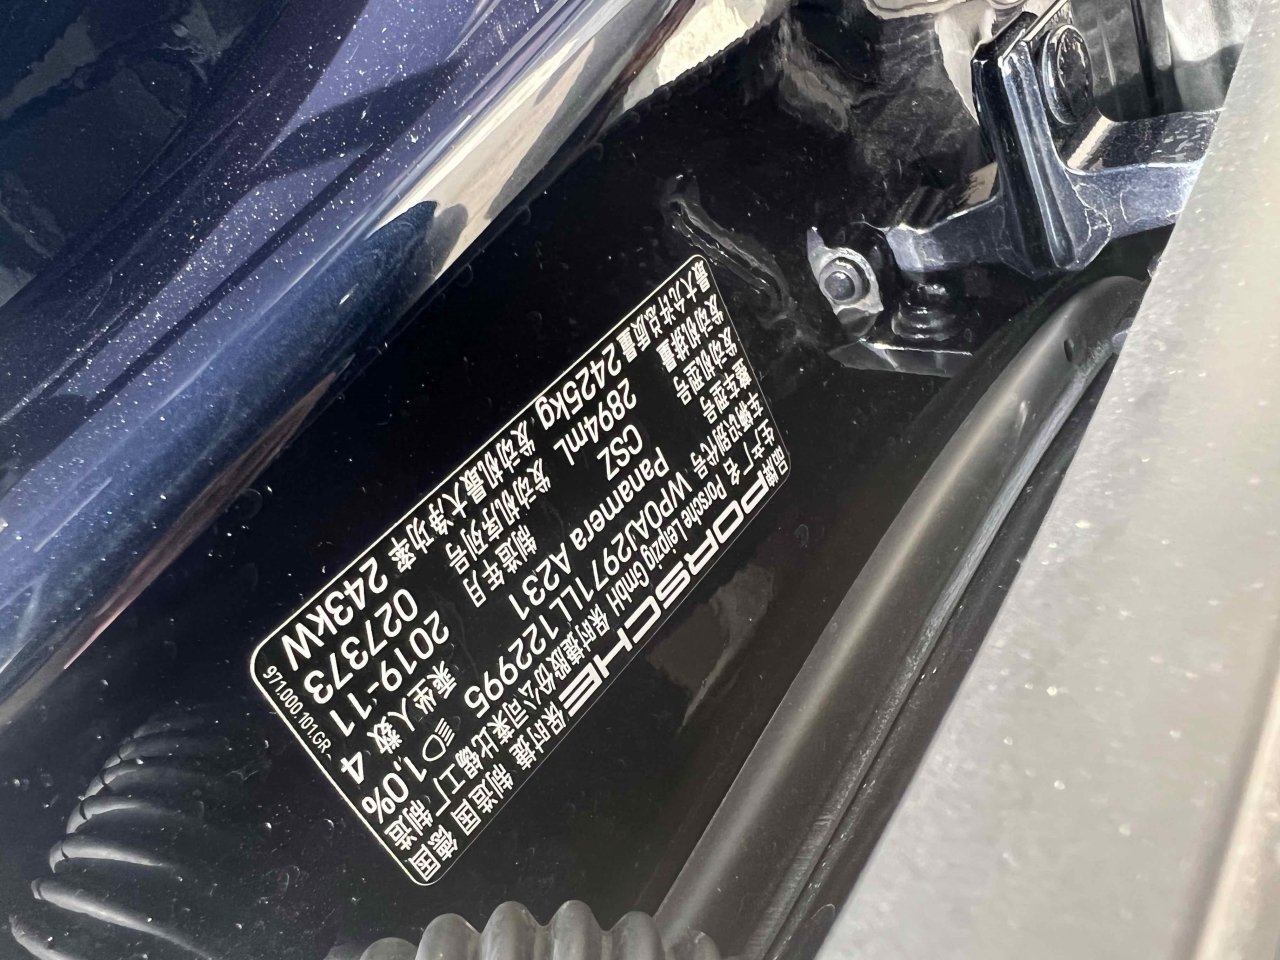 品牌 PORSCHE 保时捷 制造国 德国
生产厂名 Porsche Leipzig GmbH 保时捷股份公司莱比锡工厂 制造
车辆识别代号 WP0AJ2971LL122995 1,0%
整车型号 Panamera A231 乘坐人数 4
发动机型号 CSZ 制造年月 2019-11
发动机排量 2894mL 发动机序列号 027373
最大允许总质量 2425kg 发动机最大净功率 243kW
971.000.101.GR